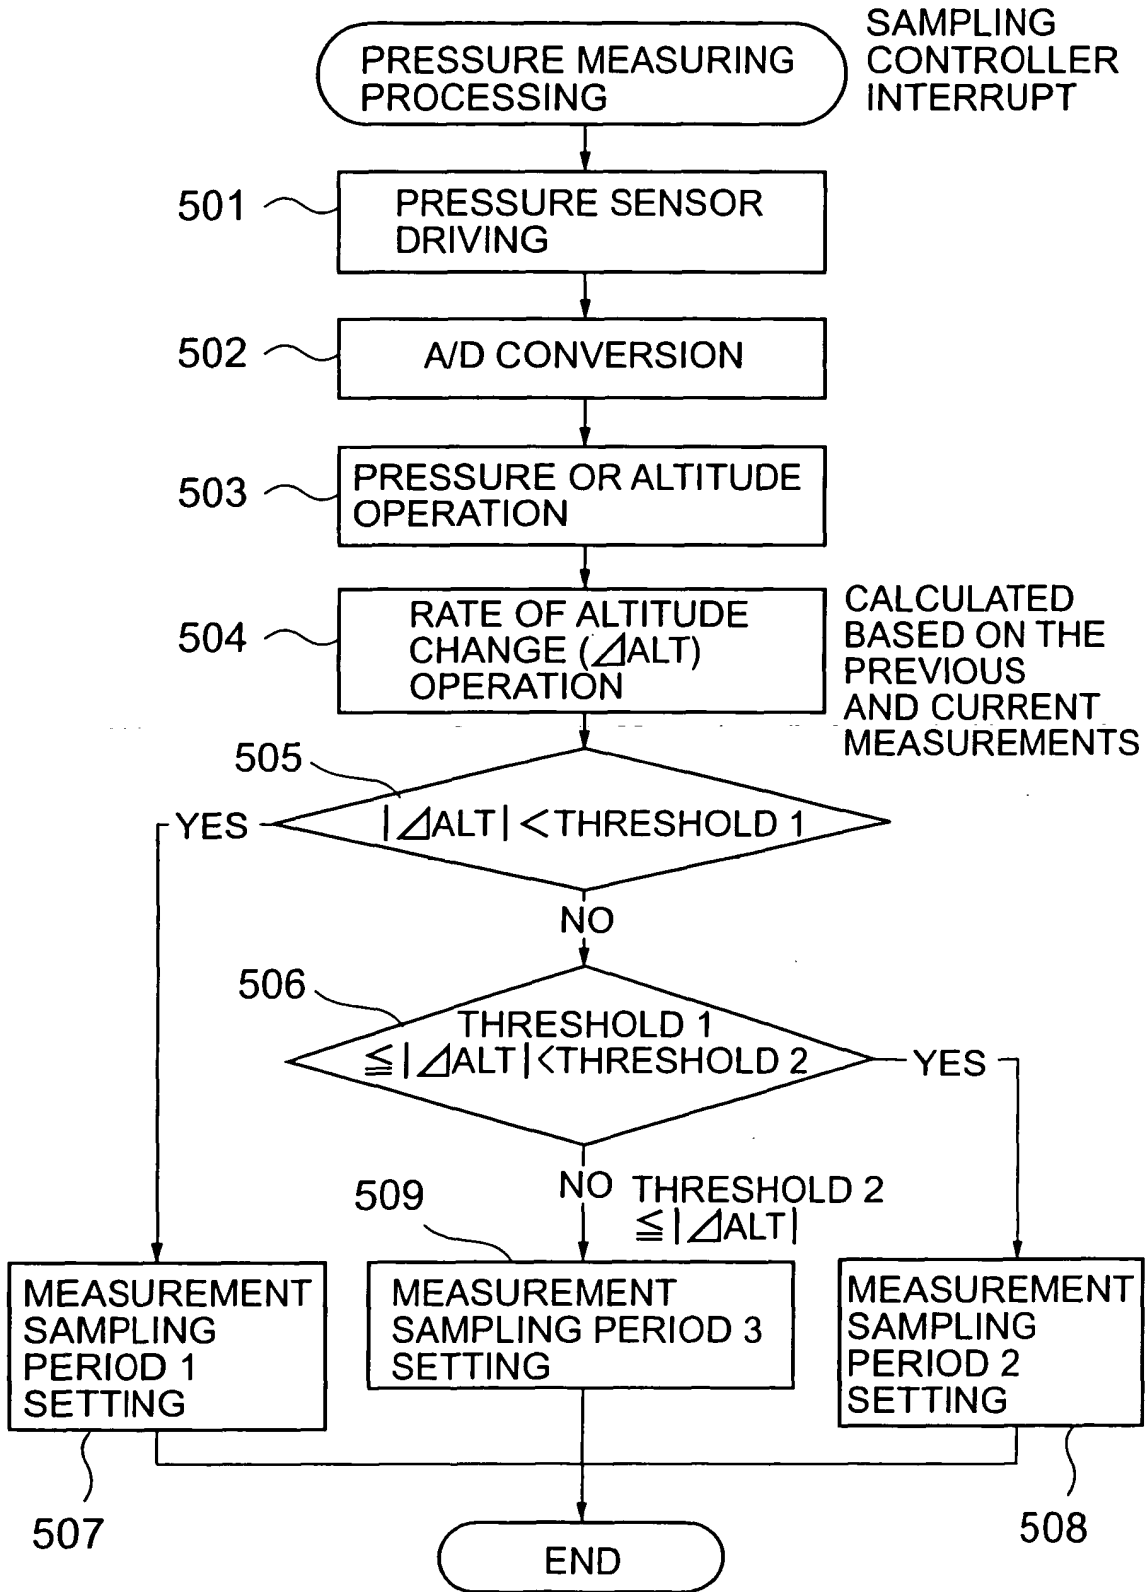 PRESSURE MEASURING
PROCESSING
SAMPLING
CONTROLLER
INTERRUPT
501
PRESSURE SENSOR
DRIVING
502
A/D CONVERSION
503
PRESSURE OR ALTITUDE
OPERATION
504
RATE OF ALTITUDE
CHANGE (⊿ALT)
OPERATION
CALCULATED
BASED ON THE
PREVIOUS
AND CURRENT
MEASUREMENTS
505
YES
|⊿ALT| <THRESHOLD 1
NO
506
THRESHOLD 1
≦|⊿ALT|<THRESHOLD 2
YES
NO
THRESHOLD 2
≦|⊿ALT|
509
MEASUREMENT
SAMPLING
PERIOD 1
SETTING
MEASUREMENT
SAMPLING PERIOD 3
SETTING
MEASUREMENT
SAMPLING
PERIOD 2
SETTING
507
508
END